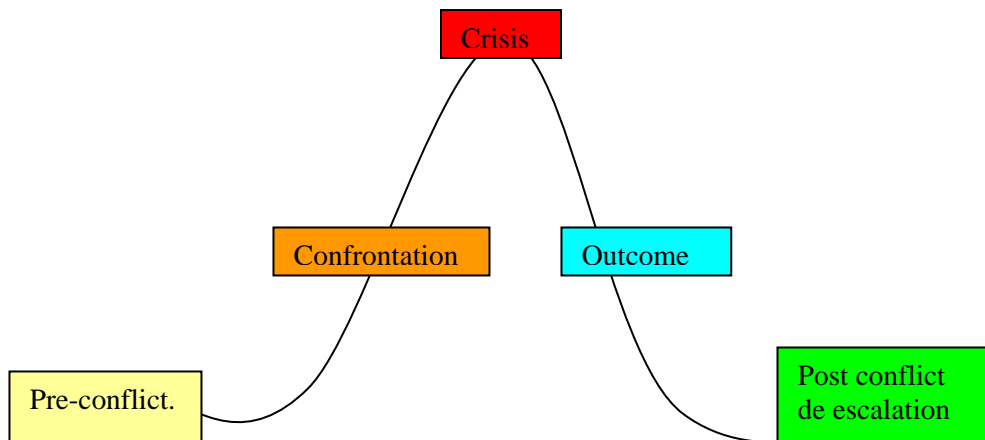 Crisis
Confrontation
Outcome
Pre-conflict.
Post conflict
de escalation